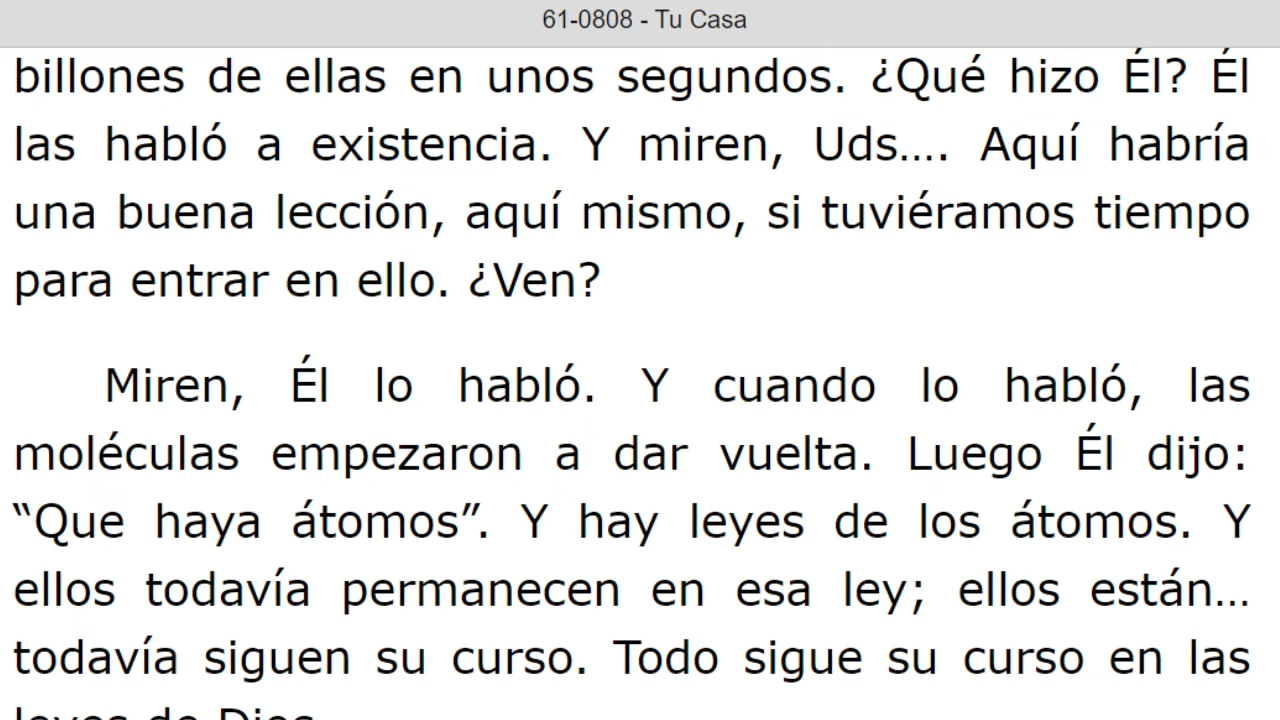 61-0808 - Tu Casa
billones de ellas en unos segundos. ¿Qué hizo Él? Él
las habló a existencia. Y miren, Uds.... Aquí habría
una buena lección, aquí mismo, si tuviéramos tiempo
para entrar en ello. ¿Ven?
Miren, Él lo habló. Y cuando lo habló, las
moléculas empezaron a dar vuelta. Luego Él dijo:
“Que haya átomos”. Y hay leyes de los átomos. Y
ellos todavía permanecen en esa ley; ellos están...
todavía siguen su curso. Todo sigue su curso en las
leyes de Dios